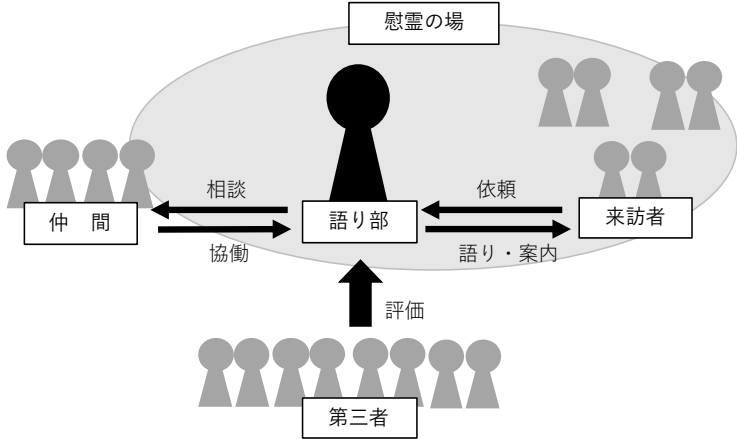 慰霊の場
相談
依頼
仲　間
語り部
来訪者
協働
語り・案内
評価
第三者